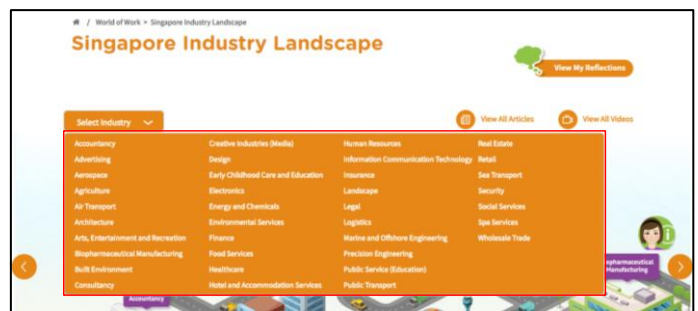 / World of Work > Singapore Industry Landscape
Singapore Industry Landscape
View My Reflections
Select Industry
View All Articles
View All Videos
Accountancy
Advertising
Aerospace
Agriculture
Air Transport
Architecture
Arts, Entertainment and Recreation
Biopharmaceutical Manufacturing
Built Environment
Consultancy
Creative Industries (Media)
Design
Early Childhood Care and Education
Electronics
Energy and Chemicals
Environmental Services
Finance
Food Services
Healthcare
Hotel and Accommodation Services
Human Resources
Information Communication Technology
Insurance
Landscape
Legal
Logistics
Marine and Offshore Engineering
Precision Engineering
Public Service (Education)
Public Transport
Real Estate
Retail
Sea Transport
Security
Social Services
Spa Services
Wholesale Trade
Accountancy
opharmaceutical
Manufacturing